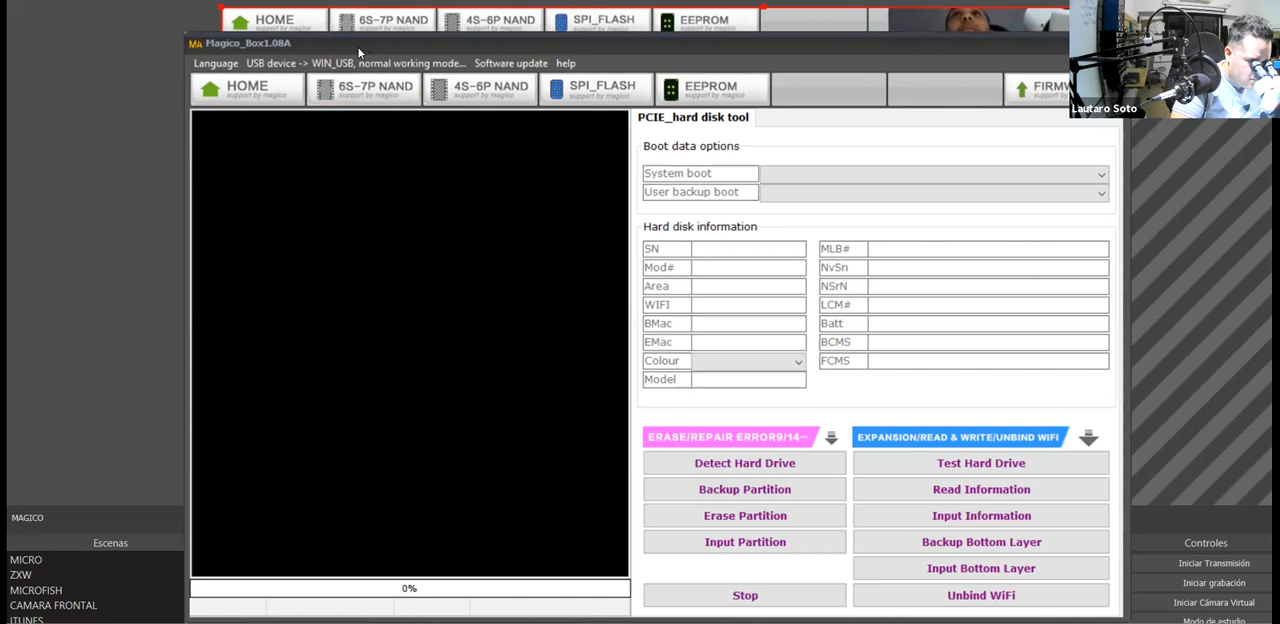 HOME
6S-7P NAND
4S-6P NAND
SPI_FLASH
EEPROM
MA Magico_Box1.08A
Language USB device -> WIN_USB, normal working mode... Software update help
HOME
support by magico
6S-7P NAND
support by magico
4S-6P NAND
support by magico
SPI_FLASH
support by magico
EEPROM
support by magico
FIRMW
Lautaro Soto
PCIE_hard disk tool
Boot data options
System boot
User backup boot
Hard disk information
SN MLB#
Mod# NvSn
Area NSrN
WIFI LCM#
BMac Batt
EMac BCMS
Colour FCMS
Model
ERASE/REPAIR ERROR9/14— EXPANSION/READ & WRITE/UNBIND WIFI
Detect Hard Drive Test Hard Drive
Backup Partition Read Information
Erase Partition Input Information
Input Partition Backup Bottom Layer
Input Bottom Layer
Stop Unbind WiFi
0%
MAGICO
Escenas
MICRO
ZXW
MICROFISH
CAMARA FRONTAL
ITUNES
Controles
Iniciar Transmisión
Iniciar grabación
Iniciar Cámara Virtual
Modo de estudio